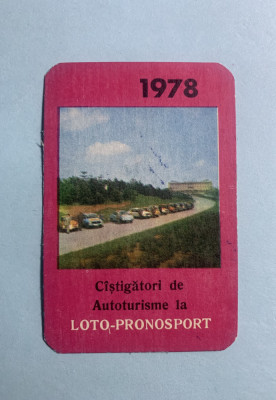 1978
Cîştigători de
Autoturisme la
LOTO-PRONOSPORT